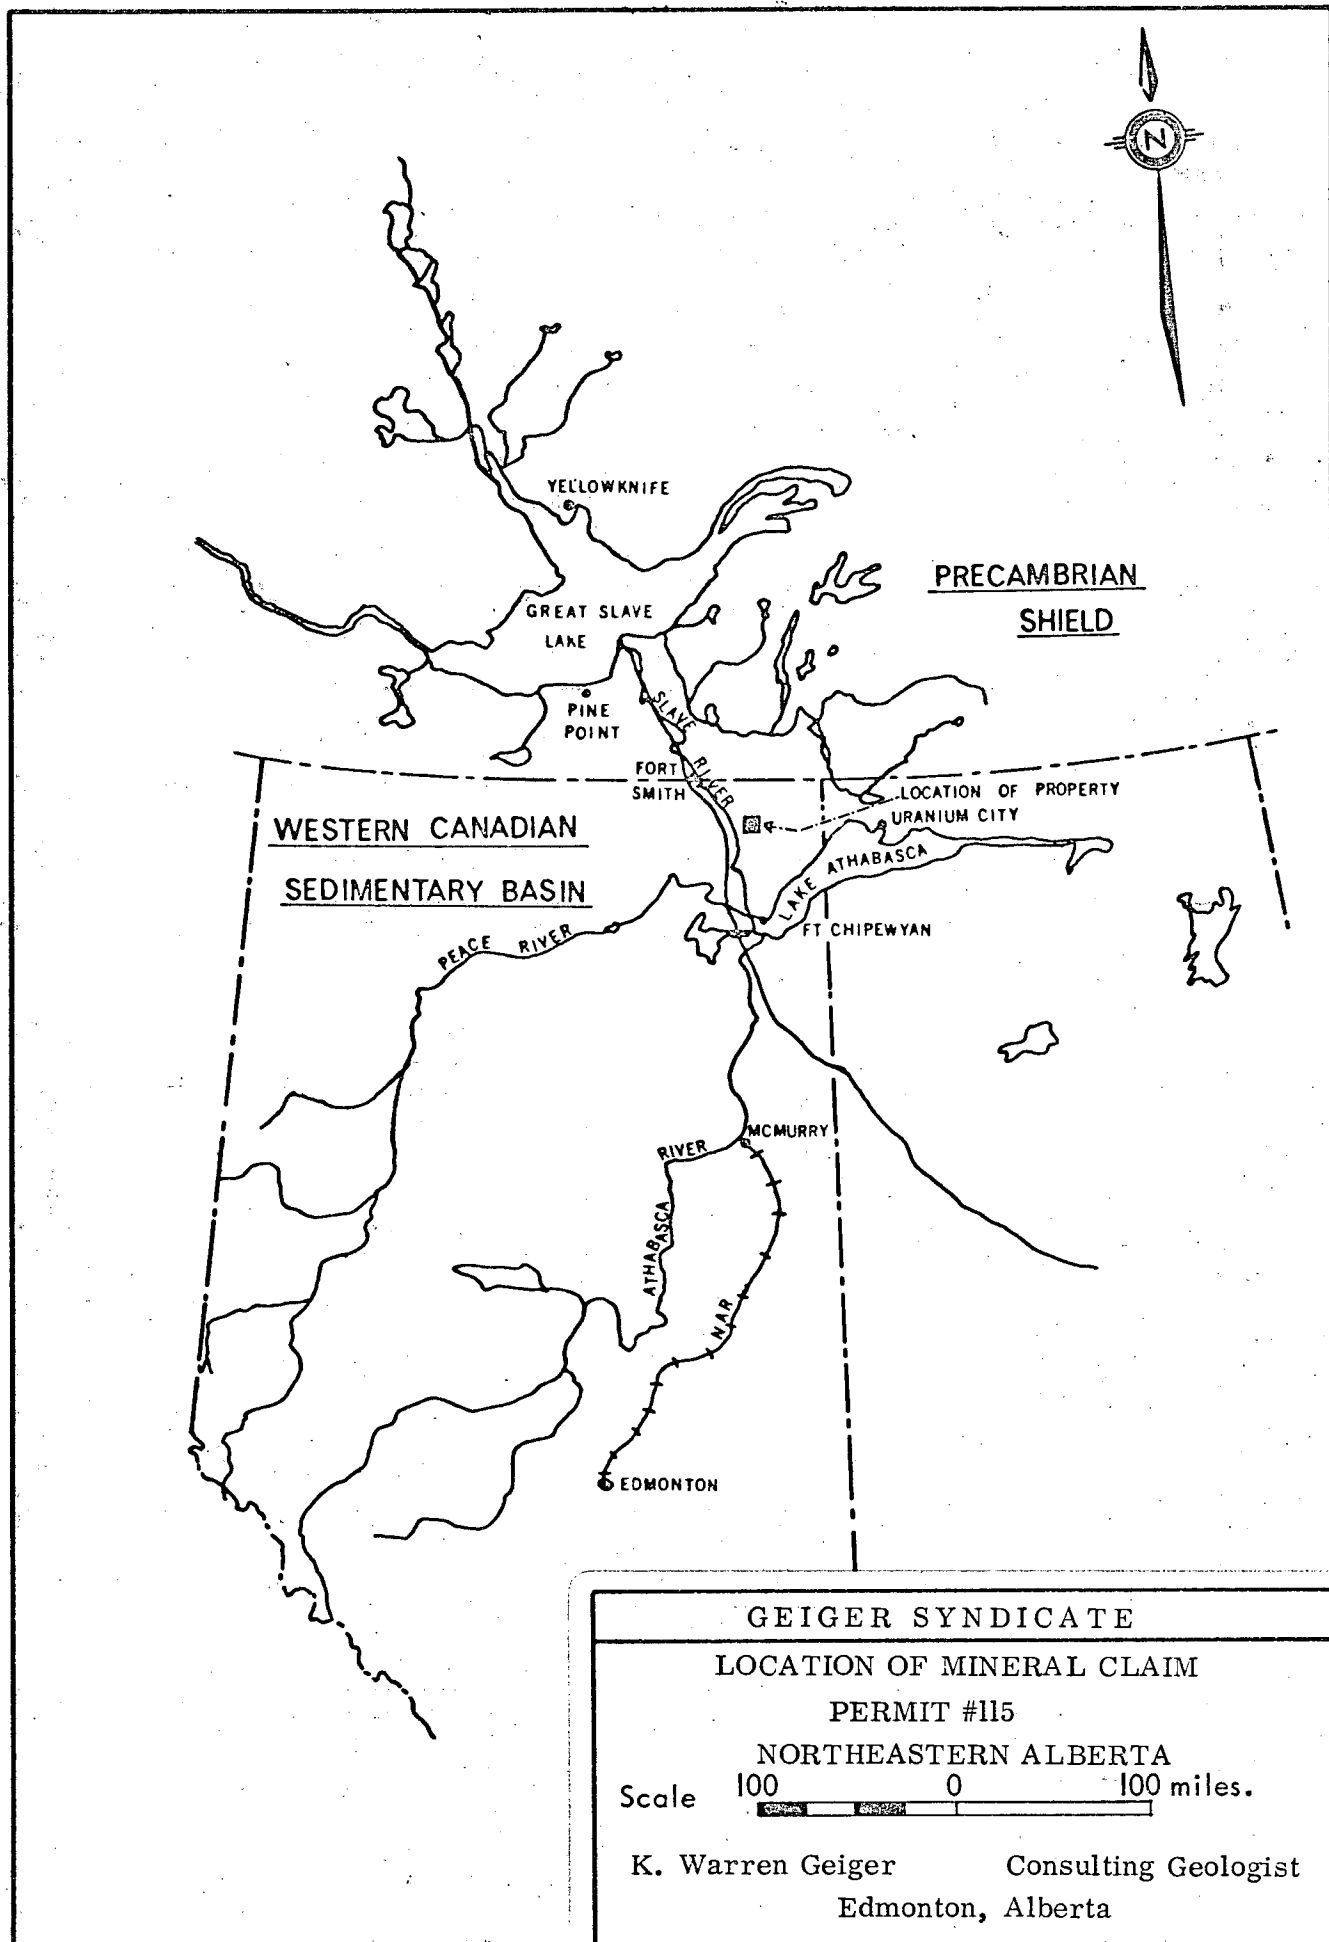 N
YELLOWKNIFE
PRECAMBRIAN
SHIELD
GREAT SLAVE
LAKE
PINE
POINT
SLAVE RIVER
FORT
SMITH
LOCATION OF PROPERTY
URANIUM CITY
WESTERN CANADIAN
SEDIMENTARY BASIN
LAKE ATHABASCA
FT CHIPEWYAN
PEACE RIVER
MCMURRY
ATHABASCA RIVER
NAR
EDMONTON
GEIGER SYNDICATE
LOCATION OF MINERAL CLAIM
PERMIT #115
NORTHEASTERN ALBERTA
Scale 100 0 100 miles.
K. Warren Geiger Consulting Geologist
Edmonton, Alberta